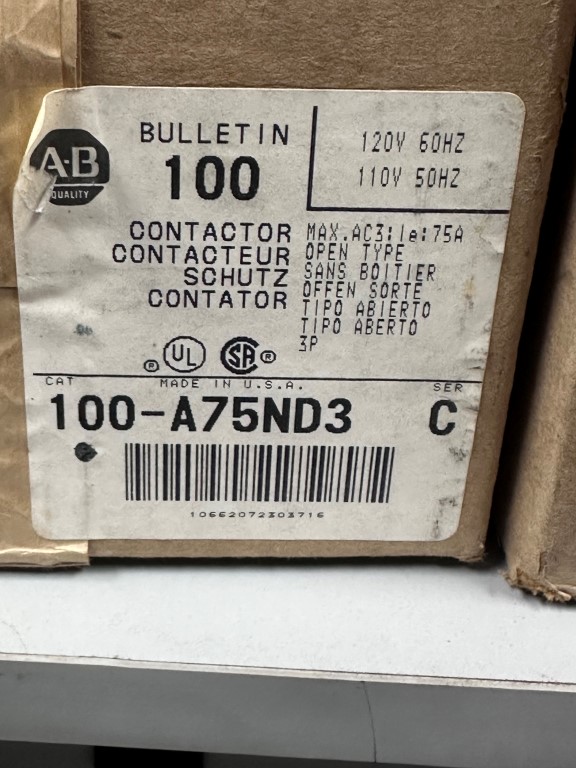 A-B
QUALITY
BULLETIN
100
120V 60HZ
110V 50HZ
CONTACTOR
CONTACTEUR
SCHUTZ
CONTATOR
MAX.AC3:Ie:75A
OPEN TYPE
SANS BOITIER
OFFEN SORTE
TIPO ABIERTO
TIPO ABERTO
3P
® UL SA ®
CAT MADE IN U.S.A. SER
100-A75ND3 C
10662072303716